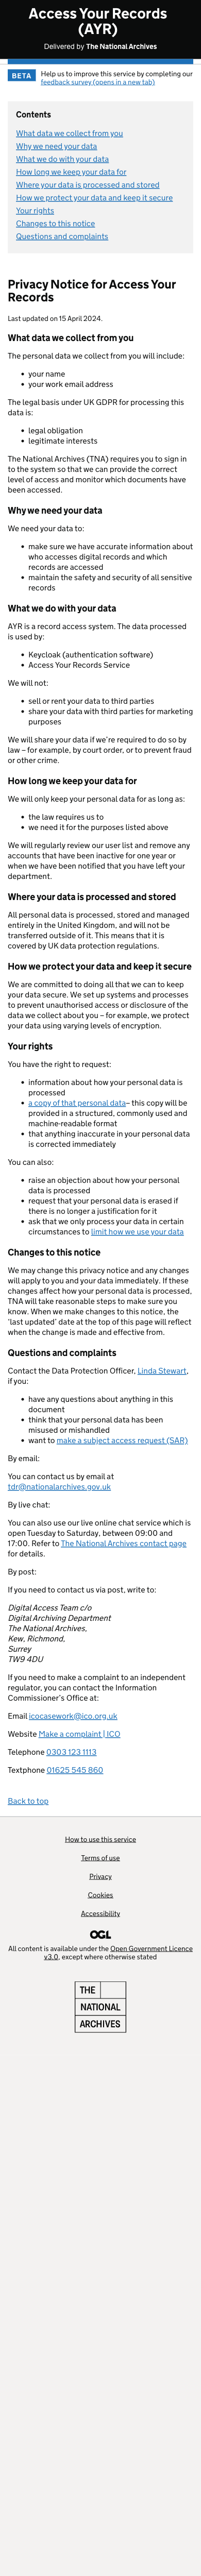 Access Your Records
(AYR)
Delivered by The National Archives
BETA
Help us to improve this service by completing our
feedback survey (opens in a new tab)
Contents
What data we collect from you
Why we need your data
What we do with your data
How long we keep your data for
Where your data is processed and stored
How we protect your data and keep it secure
Your rights
Changes to this notice
Questions and complaints
Privacy Notice for Access Your
Records
Last updated on 15 April 2024.
What data we collect from you
The personal data we collect from you will include:
• your name
• your work email address
The legal basis under UK GDPR for processing this
data is:
• legal obligation
• legitimate interests
The National Archives (TNA) requires you to sign in
to the system so that we can provide the correct
level of access and monitor which documents have
been accessed.
Why we need your data
We need your data to:
• make sure we have accurate information about
who accesses digital records and which
records are accessed
• maintain the safety and security of all sensitive
records
What we do with your data
AYR is a record access system. The data processed
is used by:
• Keycloak (authentication software)
• Access Your Records Service
We will not:
• sell or rent your data to third parties
• share your data with third parties for marketing
purposes
We will share your data if we're required to do so by
law – for example, by court order, or to prevent fraud
or other crime.
How long we keep your data for
We will only keep your personal data for as long as:
• the law requires us to
• we need it for the purposes listed above
We will regularly review our user list and remove any
accounts that have been inactive for one year or
when we have been notified that you have left your
department.
Where your data is processed and stored
All personal data is processed, stored and managed
entirely in the United Kingdom, and will not be
transferred outside of it. This means that it is
covered by UK data protection regulations.
How we protect your data and keep it secure
We are committed to doing all that we can to keep
your data secure. We set up systems and processes
to prevent unauthorised access or disclosure of the
data we collect about you – for example, we protect
your data using varying levels of encryption.
Your rights
You have the right to request:
• information about how your personal data is
processed
• a copy of that personal data– this copy will be
provided in a structured, commonly used and
machine-readable format
• that anything inaccurate in your personal data
is corrected immediately
You can also:
• raise an objection about how your personal
data is processed
• request that your personal data is erased if
there is no longer a justification for it
• ask that we only process your data in certain
circumstances to limit how we use your data
Changes to this notice
We may change this privacy notice and any changes
will apply to you and your data immediately. If these
changes affect how your personal data is processed,
TNA will take reasonable steps to make sure you
know. When we make changes to this notice, the
'last updated' date at the top of this page will reflect
when the change is made and effective from.
Questions and complaints
Contact the Data Protection Officer, Linda Stewart,
if you:
• have any questions about anything in this
document
• think that your personal data has been
misused or mishandled
• want to make a subject access request (SAR)
By email:
You can contact us by email at
tdr@nationalarchives.gov.uk
By live chat:
You can also use our live online chat service which is
open Tuesday to Saturday, between 09:00 and
17:00. Refer to The National Archives contact page
for details.
By post:
If you need to contact us via post, write to:
Digital Access Team c/o
Digital Archiving Department
The National Archives,
Kew, Richmond,
Surrey
TW9 4DU
If you need to make a complaint to an independent
regulator, you can contact the Information
Commissioner's Office at:
Email icocasework@ico.org.uk
Website Make a complaint | ICO
Telephone 0303 123 1113
Textphone 01625 545 860
Back to top
How to use this service
Terms of use
Privacy
Cookies
Accessibility
OGL
All content is available under the Open Government Licence
v3.0, except where otherwise stated
THE
NATIONAL
ARCHIVES